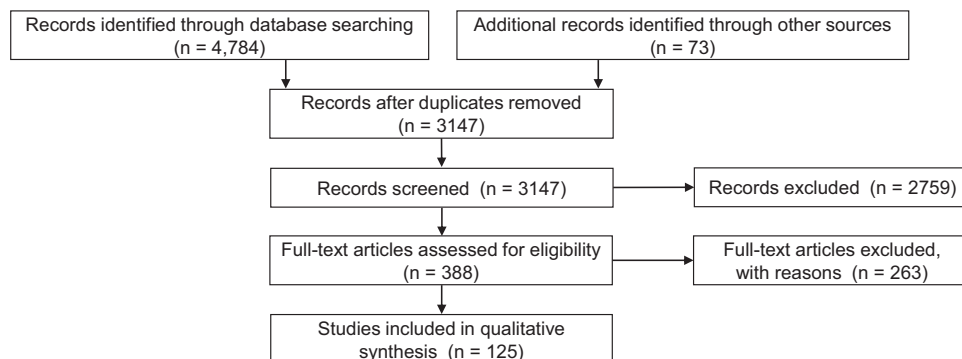 Records identified through database searching
(n = 4,784)
Additional records identified through other sources
(n = 73)
Records after duplicates removed
(n = 3147)
Records screened (n = 3147)
Records excluded (n = 2759)
Full-text articles assessed for eligibility
(n = 388)
Full-text articles excluded,
with reasons (n = 263)
Studies included in qualitative
synthesis (n = 125)